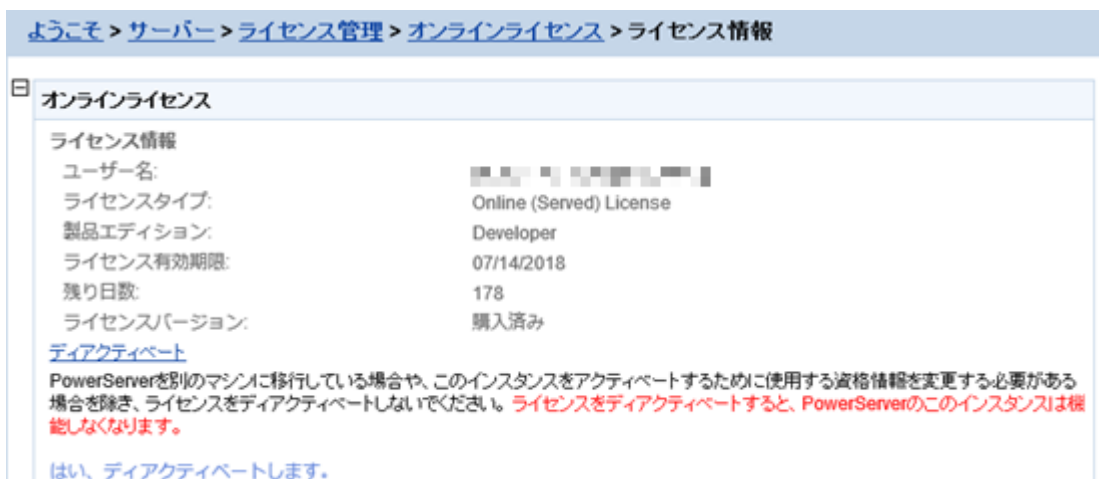 ようこそ > サーバー > ライセンス管理 > オンラインライセンス > ライセンス情報
オンラインライセンス
ライセンス情報
ユーザー名:
ライセンスタイプ: Online (Served) License
製品エディション: Developer
ライセンス有効期限: 07/14/2018
残り日数: 178
ライセンスバージョン: 購入済み
ディアクティベート
PowerServerを別のマシンに移行している場合や、このインスタンスをアクティベートするために使用する資格情報を変更する必要がある
場合を除き、ライセンスをディアクティベートしないでください。ライセンスをディアクティベートすると、PowerServerのこのインスタンスは機
能しなくなります。
はい、ディアクティベートします。